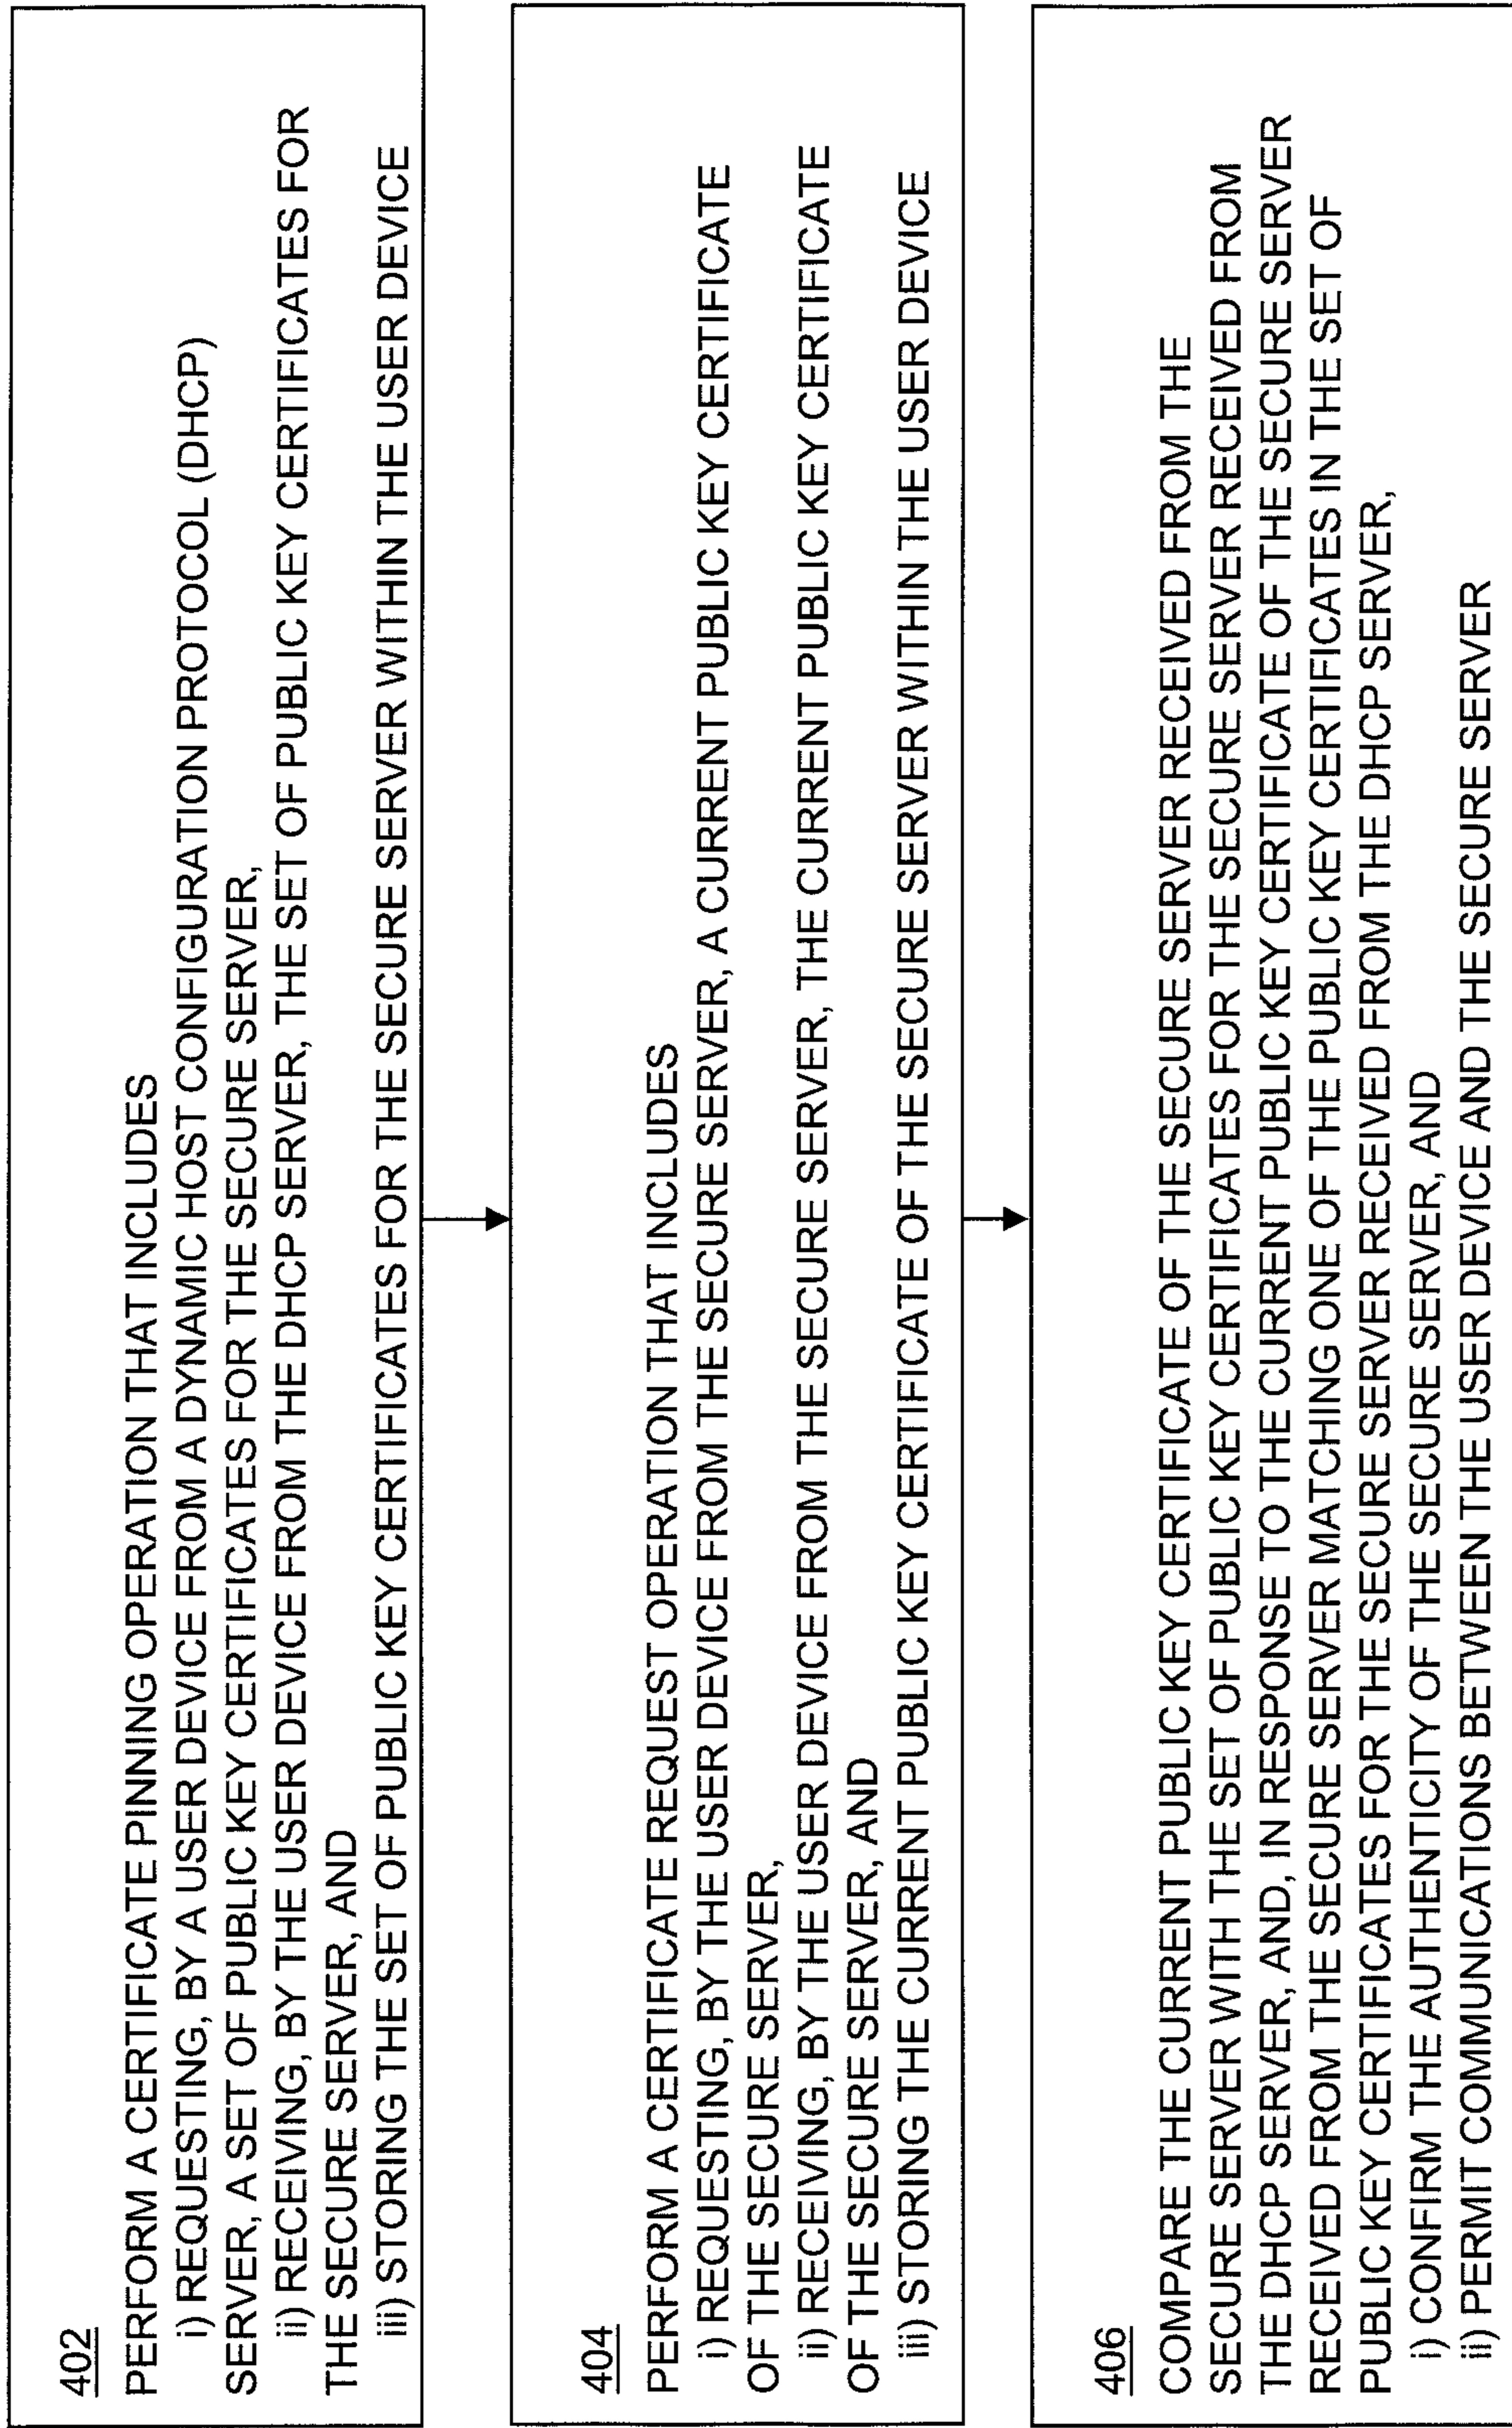 402
PERFORM A CERTIFICATE PINNING OPERATION THAT INCLUDES
i) REQUESTING, BY A USER DEVICE FROM A DYNAMIC HOST CONFIGURATION PROTOCOL (DHCP)
SERVER, A SET OF PUBLIC KEY CERTIFICATES FOR THE SECURE SERVER,
ii) RECEIVING, BY THE USER DEVICE FROM THE DHCP SERVER, THE SET OF PUBLIC KEY CERTIFICATES FOR
THE SECURE SERVER, AND
iii) STORING THE SET OF PUBLIC KEY CERTIFICATES FOR THE SECURE SERVER WITHIN THE USER DEVICE
404
PERFORM A CERTIFICATE REQUEST OPERATION THAT INCLUDES
i) REQUESTING, BY THE USER DEVICE FROM THE SECURE SERVER, A CURRENT PUBLIC KEY CERTIFICATE
OF THE SECURE SERVER,
ii) RECEIVING, BY THE USER DEVICE FROM THE SECURE SERVER, THE CURRENT PUBLIC KEY CERTIFICATE
OF THE SECURE SERVER, AND
iii) STORING THE CURRENT PUBLIC KEY CERTIFICATE OF THE SECURE SERVER WITHIN THE USER DEVICE
406
COMPARE THE CURRENT PUBLIC KEY CERTIFICATE OF THE SECURE SERVER RECEIVED FROM THE
SECURE SERVER WITH THE SET OF PUBLIC KEY CERTIFICATES FOR THE SECURE SERVER RECEIVED FROM
THE DHCP SERVER, AND, IN RESPONSE TO THE CURRENT PUBLIC KEY CERTIFICATE OF THE SECURE SERVER
RECEIVED FROM THE SECURE SERVER MATCHING ONE OF THE PUBLIC KEY CERTIFICATES IN THE SET OF
PUBLIC KEY CERTIFICATES FOR THE SECURE SERVER RECEIVED FROM THE DHCP SERVER,
i) CONFIRM THE AUTHENTICITY OF THE SECURE SERVER, AND
ii) PERMIT COMMUNICATIONS BETWEEN THE USER DEVICE AND THE SECURE SERVER